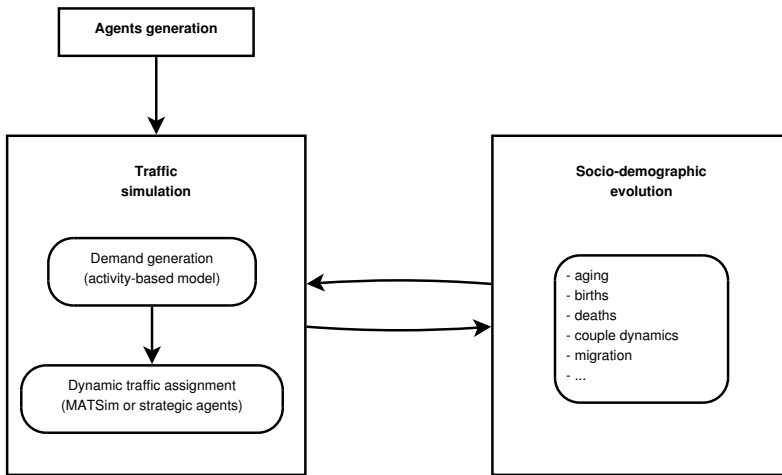 Agents generation
Traffic
simulation
Demand generation
(activity-based model)
Dynamic traffic assignment
(MATSim or strategic agents)
Socio-demographic
evolution
- aging
- births
- deaths
- couple dynamics
- migration
- ...